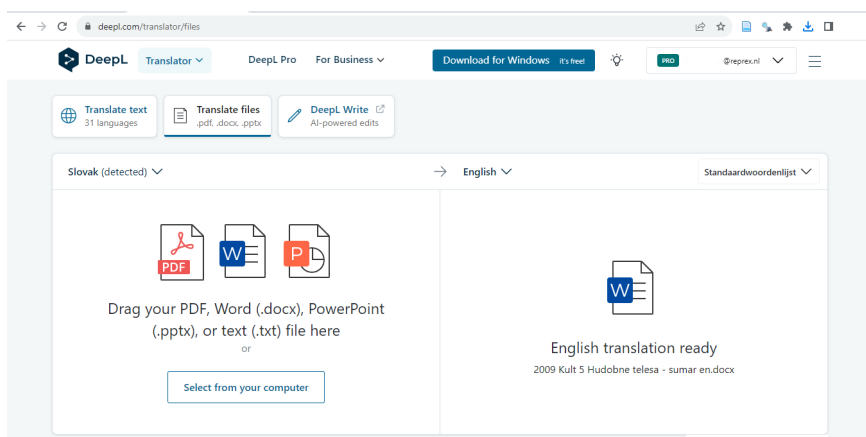 deepl.com/translator/files
DeepL Translator DeepL Pro For Business Download for Windows it's free! PRO @reprex.nl
Translate text
31 languages
Translate files
.pdf, .docx, .pptx
DeepL Write
AI-powered edits
Slovak (detected) English Standaardwoordenlijst
PDF
W
P
Drag your PDF, Word (.docx), PowerPoint
(.pptx), or text (.txt) file here
or
Select from your computer
W
English translation ready
2009 Kult 5 Hudobne telesa - sumar en.docx